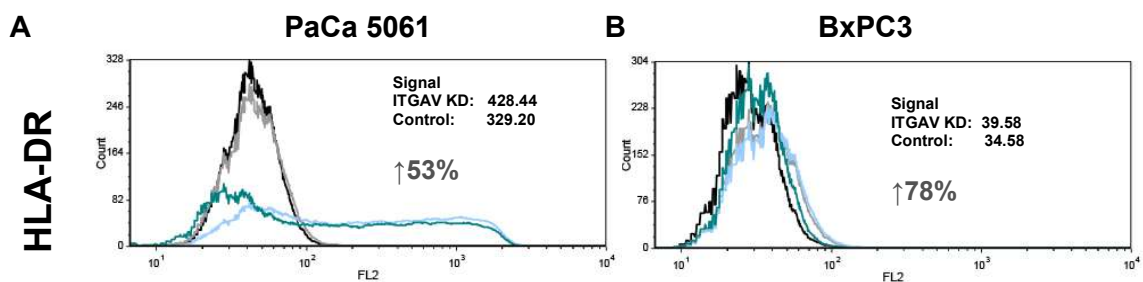 A
PaCa 5061
HLA-DR
Count
328
246
164
82
0
Signal
ITGAV KD: 428.44
Control: 329.20
↑53%
10¹ 10² 10³ 10⁴
FL2
B
BxPC3
Count
304
228
152
76
0
Signal
ITGAV KD: 39.58
Control: 34.58
↑78%
10¹ 10² 10³ 10⁴
FL2